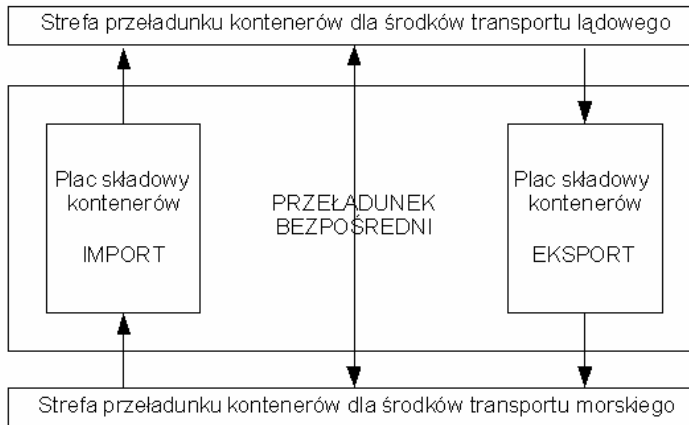 Strefa przeładunku kontenerów dla środków transportu lądowego
Plac składowy
kontenerów
IMPORT
PRZEŁADUNEK
BEZPOŚREDNI
Plac składowy
kontenerów
EKSPORT
Strefa przeładunku kontenerów dla środków transportu morskiego